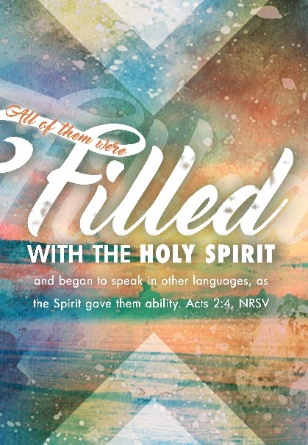 All of them were
Filled
WITH THE HOLY SPIRIT
and began to speak in other languages, as
the Spirit gave them ability. Acts 2:4, NRSV